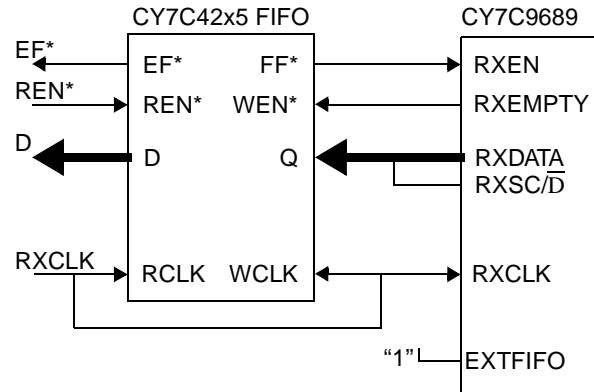 CY7C42x5 FIFO CY7C9689
EF* EF* FF* RXEN
REN* REN* WEN* RXEMPTY
D D Q RXDATA
RXSC/D̅
RXCLK RCLK WCLK RXCLK
“1” EXTFIFO